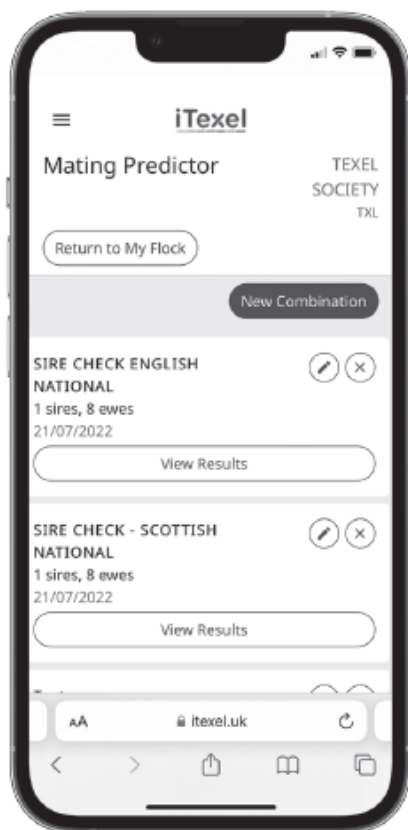 iTexel
Mating Predictor
TEXEL
SOCIETY
TXL
Return to My Flock
New Combination
SIRE CHECK ENGLISH
NATIONAL
1 sires, 8 ewes
21/07/2022
View Results
SIRE CHECK - SCOTTISH
NATIONAL
1 sires, 8 ewes
21/07/2022
View Results
AA
itexel.uk